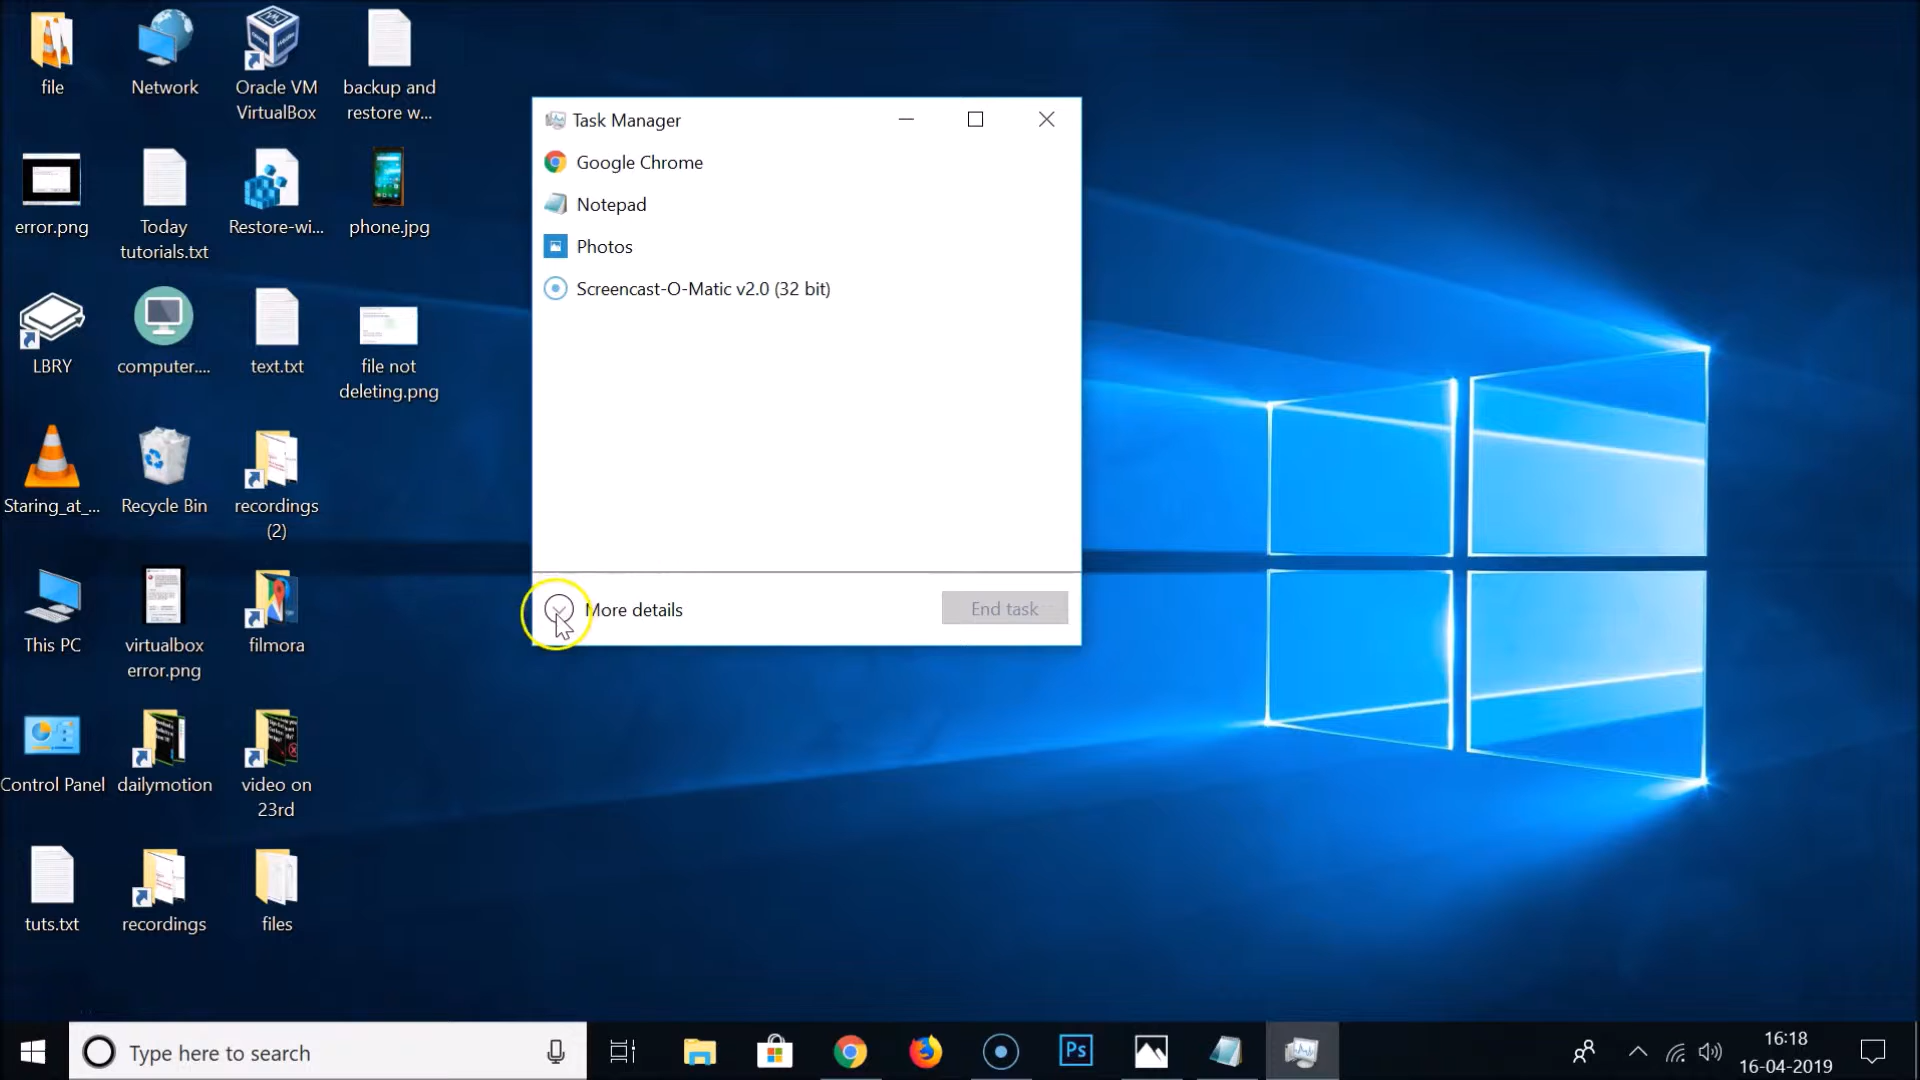 file
Network
Oracle VM
VirtualBox
backup and
restore w...
error.png
Today
tutorials.txt
Restore-wi...
phone.jpg
LBRY
computer....
text.txt
file not
deleting.png
Staring_at_...
Recycle Bin
recordings
(2)
This PC
virtualbox
error.png
filmora
Control Panel
dailymotion
video on
23rd
tuts.txt
recordings
files
Task Manager
Google Chrome
Notepad
Photos
Screencast-O-Matic v2.0 (32 bit)
More details
End task
Type here to search
Ps
16:18
16-04-2019